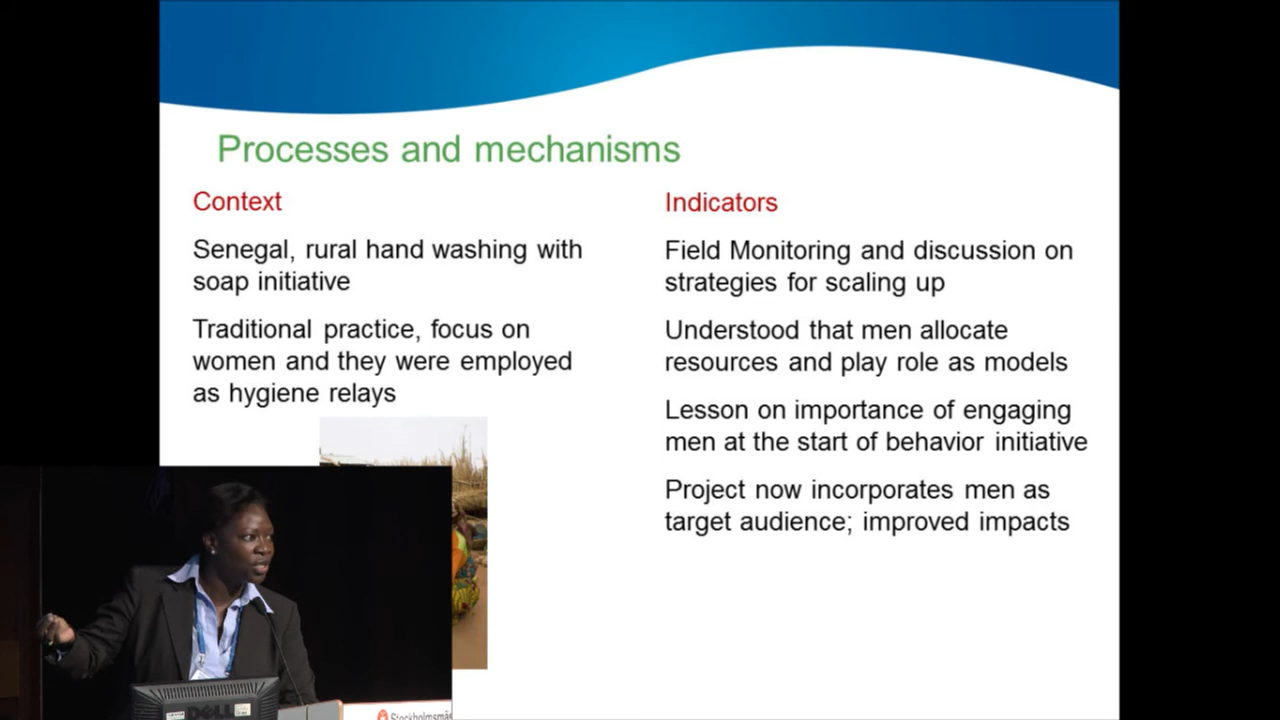 Processes and mechanisms
Context
Senegal, rural hand washing with
soap initiative
Traditional practice, focus on
women and they were employed
as hygiene relays
Indicators
Field Monitoring and discussion on
strategies for scaling up
Understood that men allocate
resources and play role as models
Lesson on importance of engaging
men at the start of behavior initiative
Project now incorporates men as
target audience; improved impacts
DELL
Stockholmsmäs